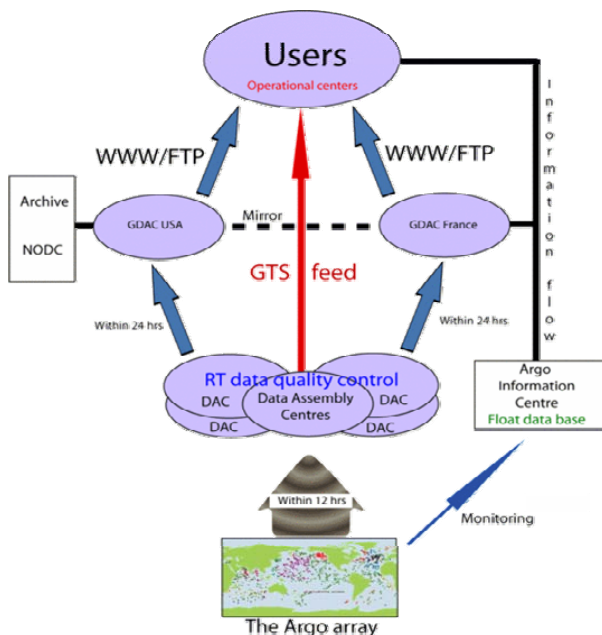 Users
Operational centers
WWW/FTP
WWW/FTP
Archive
NODC
GDAC USA
Mirror
GDAC France
GTS feed
Within 24 hrs
Within 24 hrs
Information flow
RT data quality control
DAC
Data Assembly
Centres
DAC
DAC
DAC
Argo
Information
Centre
Float data base
Within 12 hrs
Monitoring
The Argo array